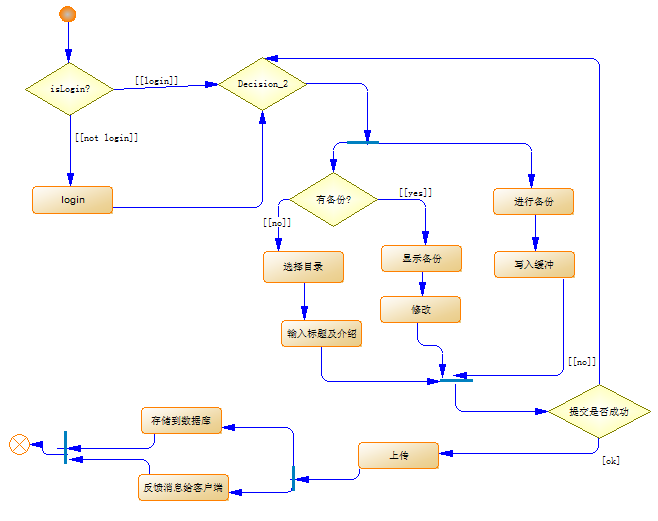 isLogin?
[[login]]
Decision_2
[[not login]]
login
有备份?
[[yes]]
进行备份
[[no]]
选择目录
显示备份
写入缓冲
修改
输入标题及介绍
[[no]]
提交是否成功
存储到数据库
上传
[ok]
反馈消息给客户端